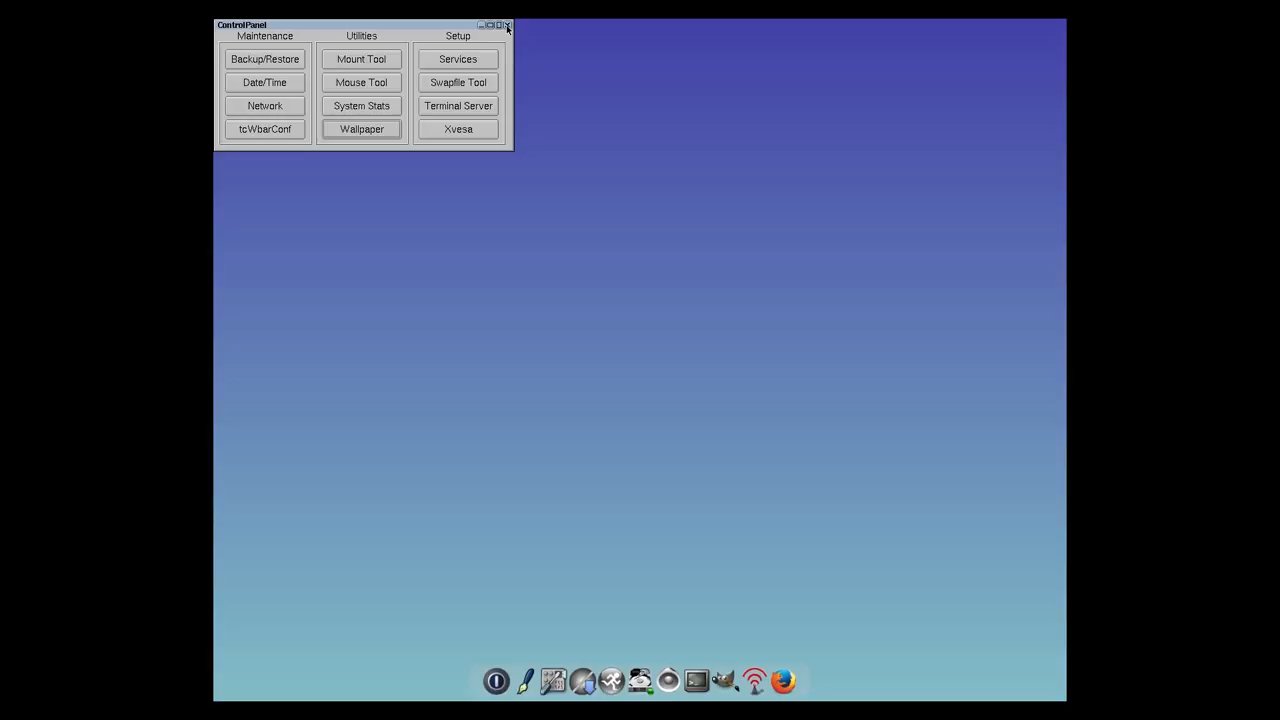 ControlPanel
Maintenance Utilities Setup
Backup/Restore Mount Tool Services
Date/Time Mouse Tool Swapfile Tool
Network System Stats Terminal Server
tcWbarConf Wallpaper Xvesa